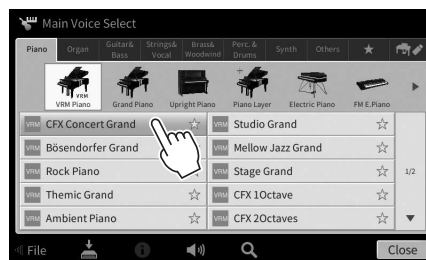 Main Voice Select
Piano Organ Guitar& Bass Strings& Vocal Brass& Woodwind Perc. & Drums Synth Others
VRM
VRM Piano Grand Piano Upright Piano Piano Layer Electric Piano FM E.Piano
VRM CFX Concert Grand VRM Studio Grand
VRM Bösendorfer Grand VRM Mellow Jazz Grand
VRM Rock Piano VRM Stage Grand 1/2
VRM Themic Grand VRM CFX 1Octave
VRM Ambient Piano VRM CFX 2Octaves
File Close